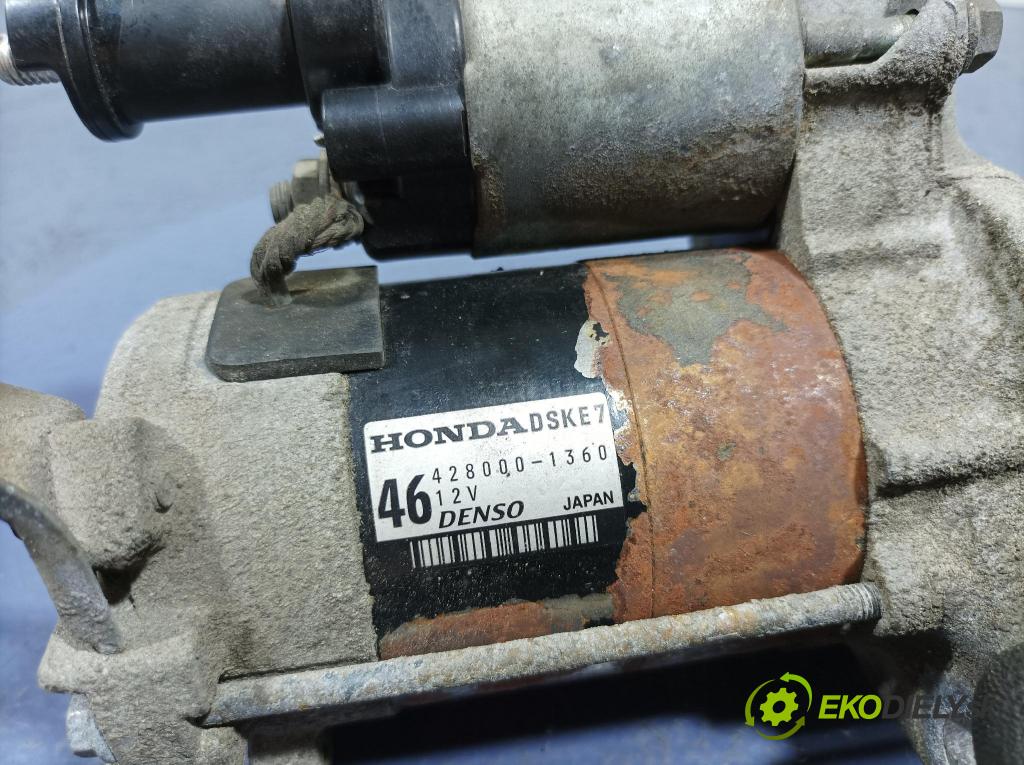 HONDA DSKE7
46 428000-1360
12V
DENSO JAPAN
EKODIELY